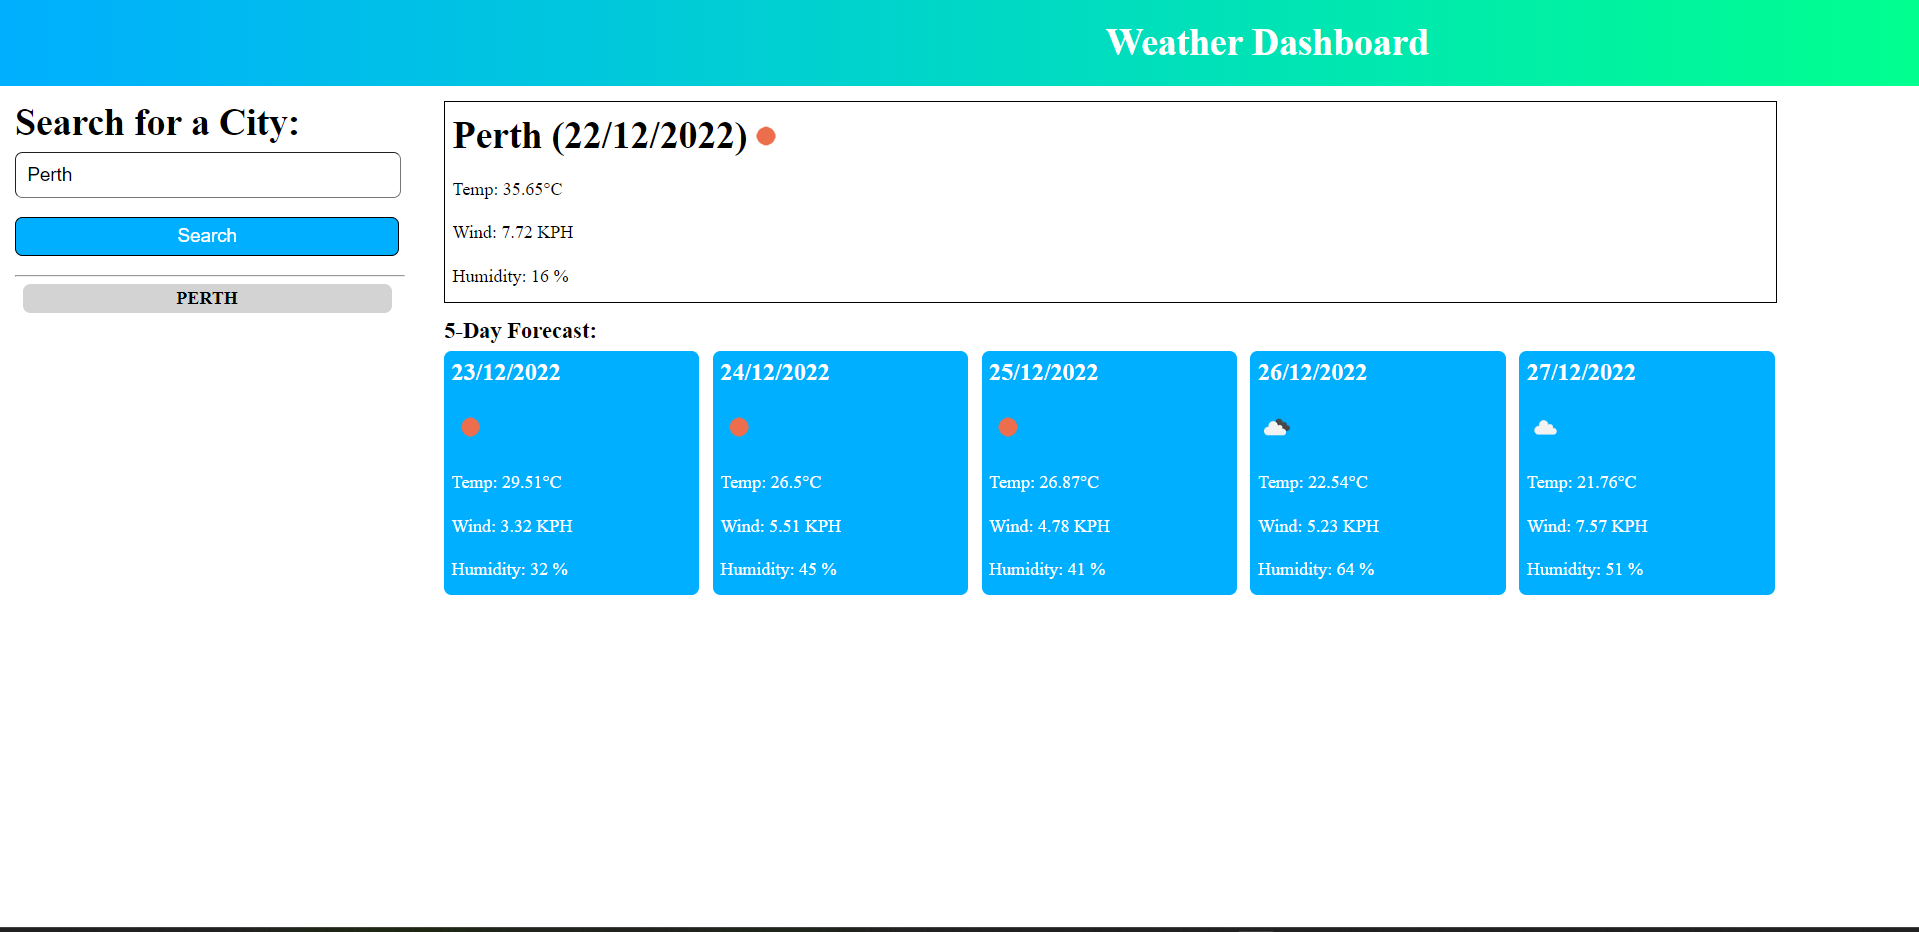 Weather Dashboard
Search for a City:
Perth
Search
PERTH
Perth (22/12/2022)
Temp: 35.65°C
Wind: 7.72 KPH
Humidity: 16 %
5-Day Forecast:
23/12/2022
Temp: 29.51°C
Wind: 3.32 KPH
Humidity: 32 %
24/12/2022
Temp: 26.5°C
Wind: 5.51 KPH
Humidity: 45 %
25/12/2022
Temp: 26.87°C
Wind: 4.78 KPH
Humidity: 41 %
26/12/2022
Temp: 22.54°C
Wind: 5.23 KPH
Humidity: 64 %
27/12/2022
Temp: 21.76°C
Wind: 7.57 KPH
Humidity: 51 %